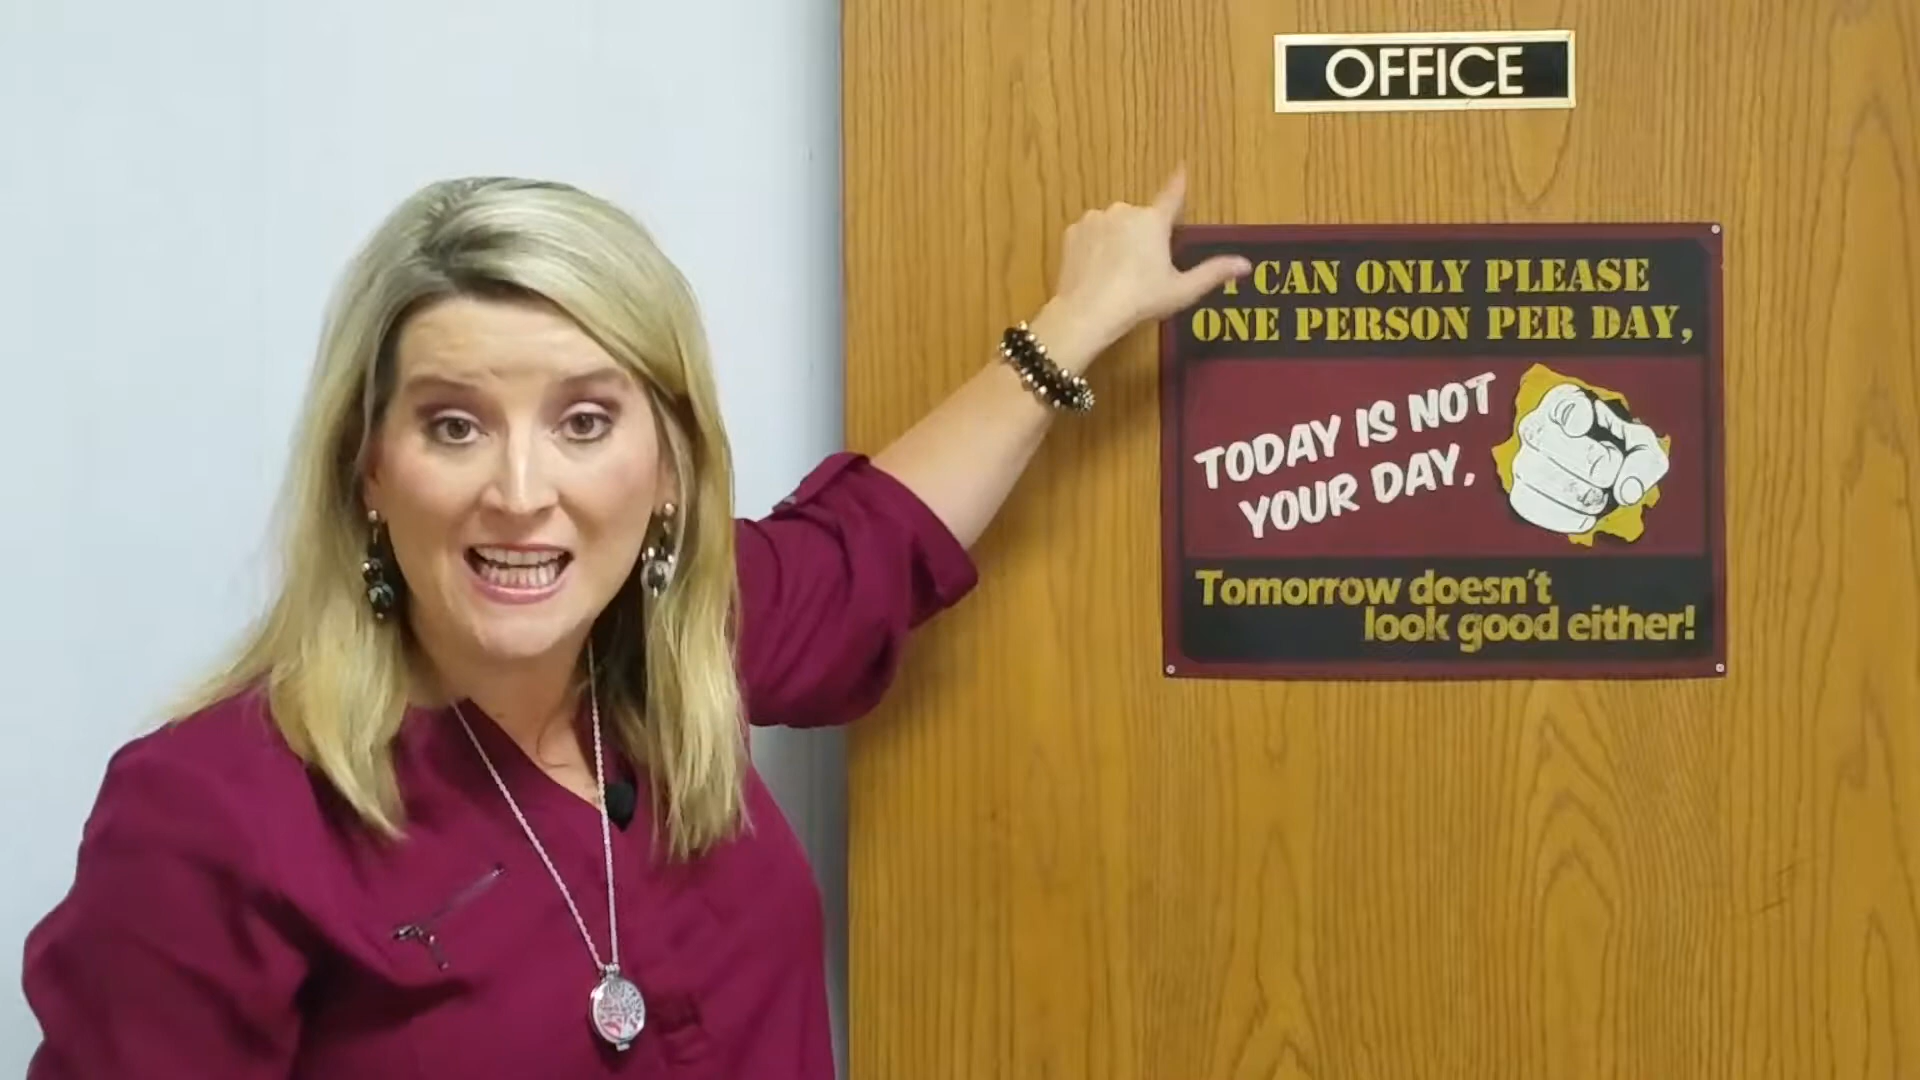 OFFICE
I CAN ONLY PLEASE
ONE PERSON PER DAY,
TODAY IS NOT
YOUR DAY,
Tomorrow doesn't
look good either!